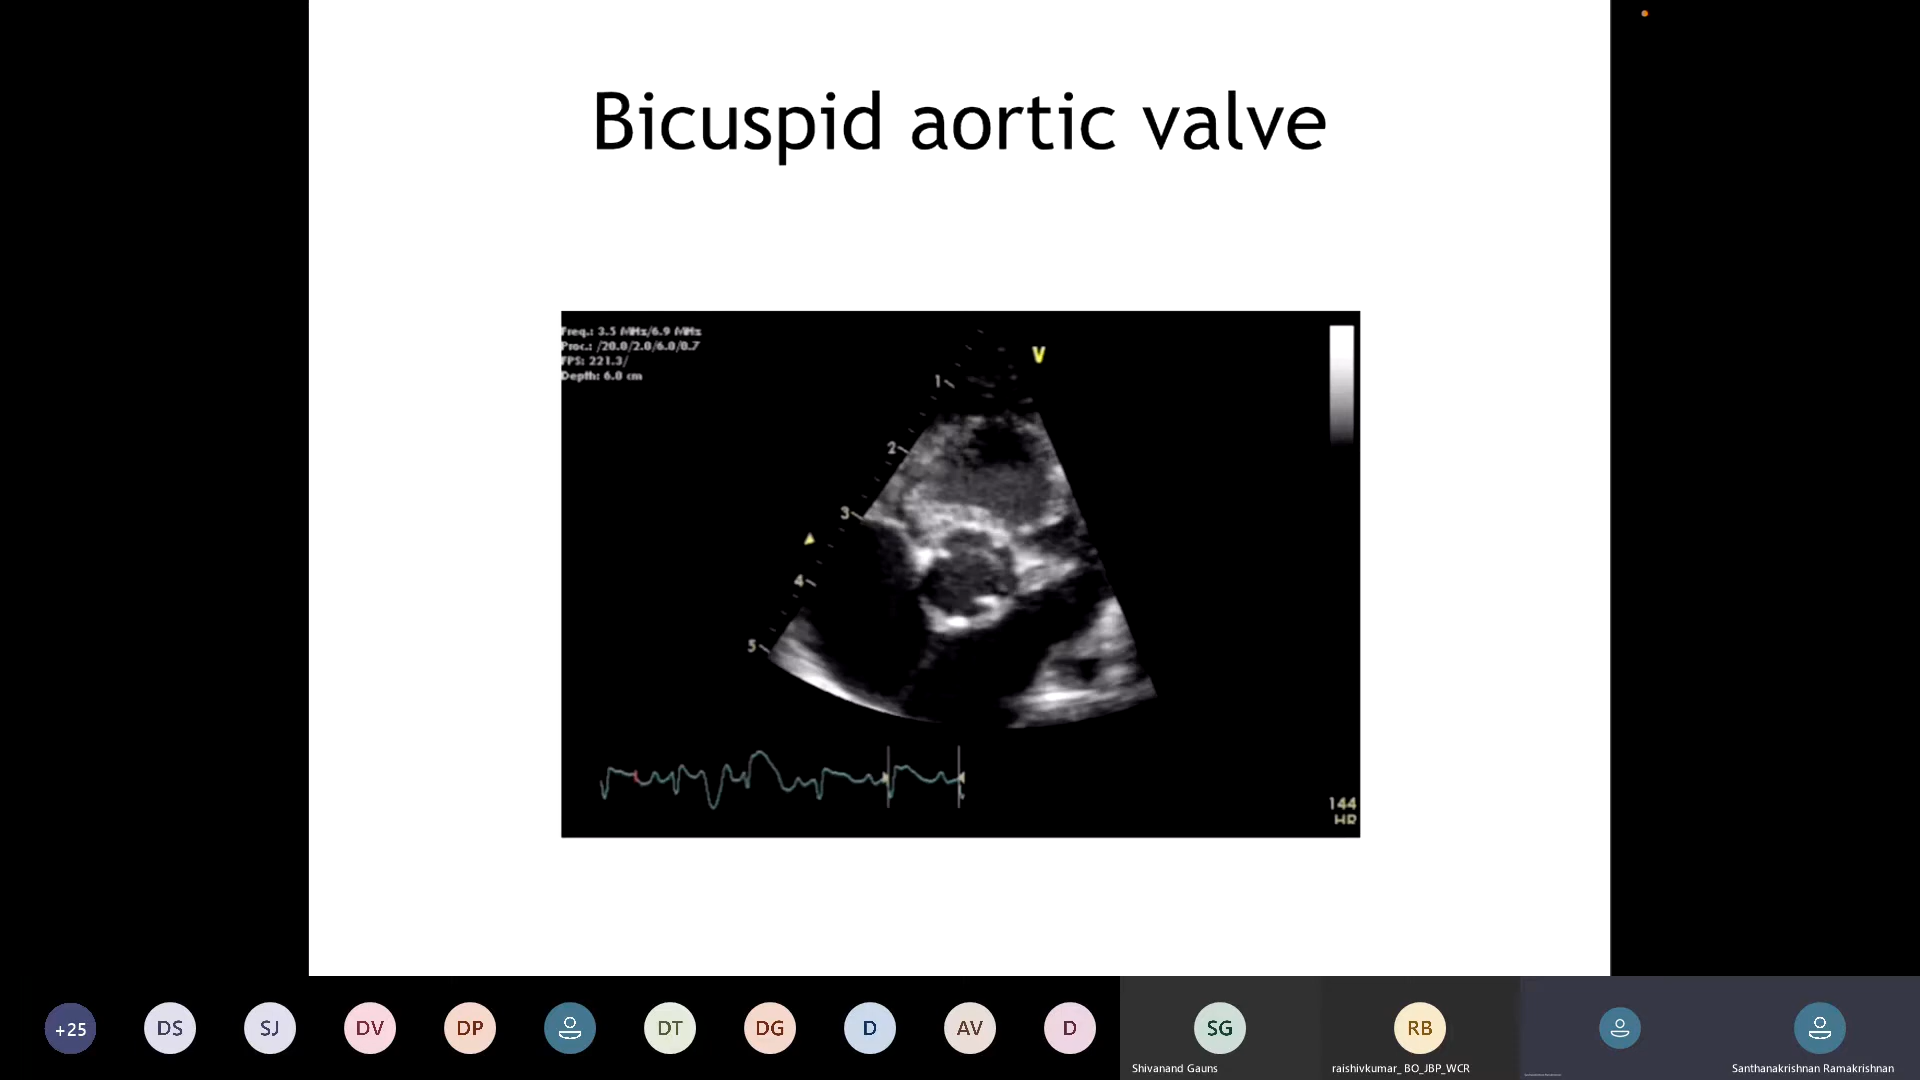 Bicuspid aortic valve
Freq.: 3.5 MHz/6.9 MHz
Proc.: /20.0/2.0/6.0/0.7
FPS: 221.3/
Depth: 6.0 cm
V
1
2
3
4
5
144
HR
+25
DS
SJ
DV
DP
DT
DG
D
AV
D
SG
RB
Shivanand Gauns
raishivkumar_ BO_JBP_WCR
Santhanakrishnan Ramakrishnan